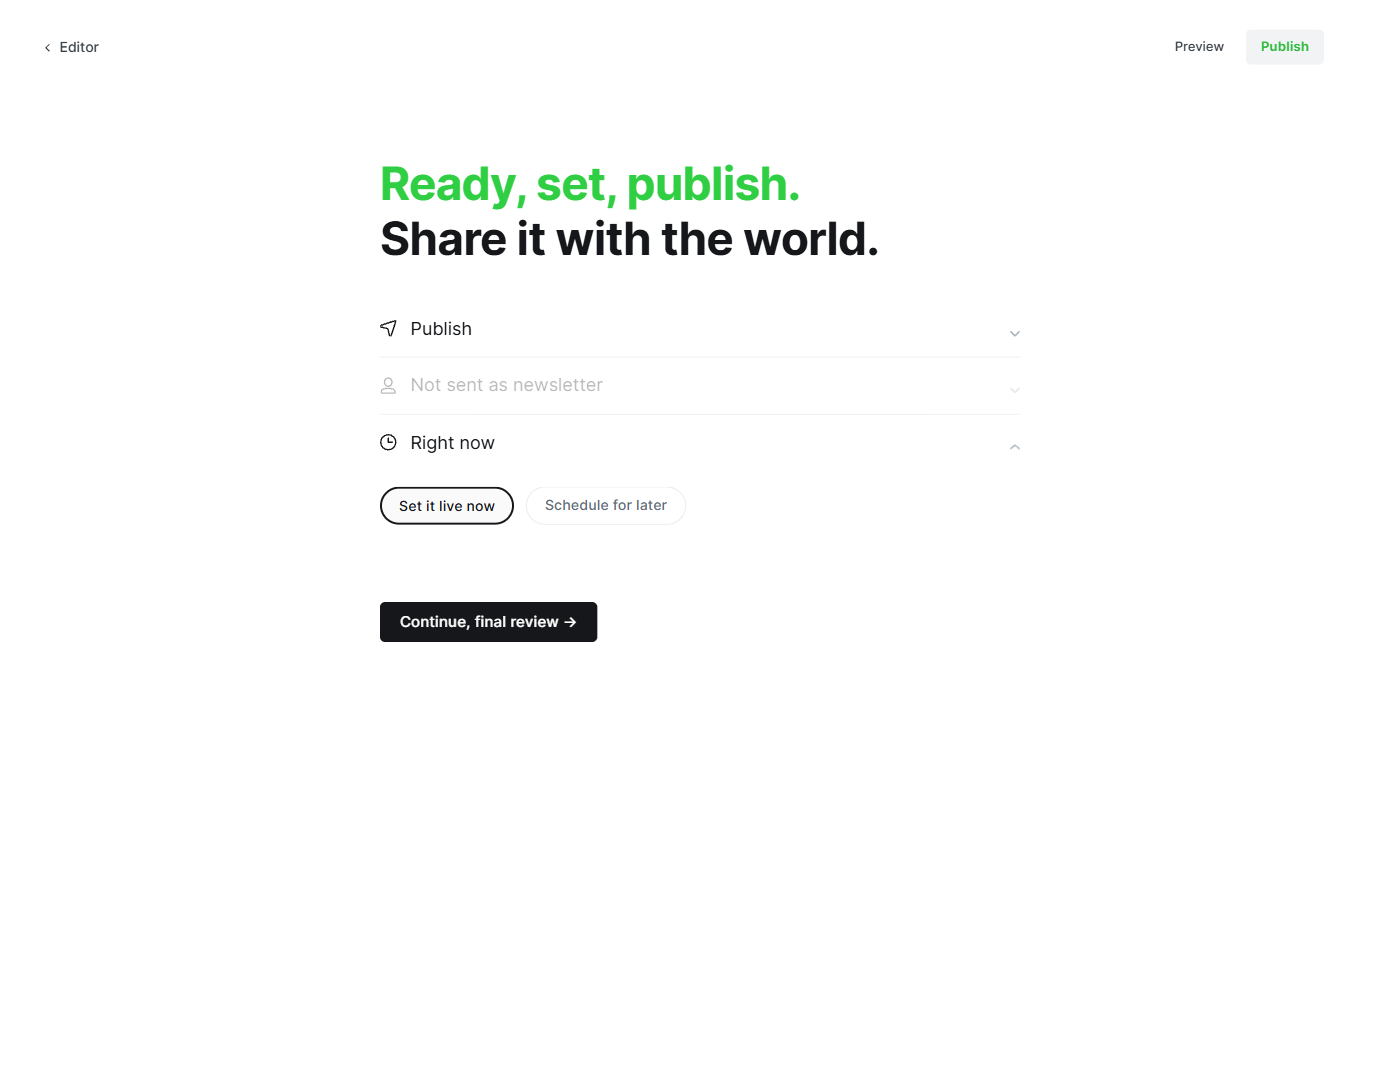 Editor
Preview
Publish
Ready, set, publish.
Share it with the world.
Publish
Not sent as newsletter
Right now
Set it live now
Schedule for later
Continue, final review →